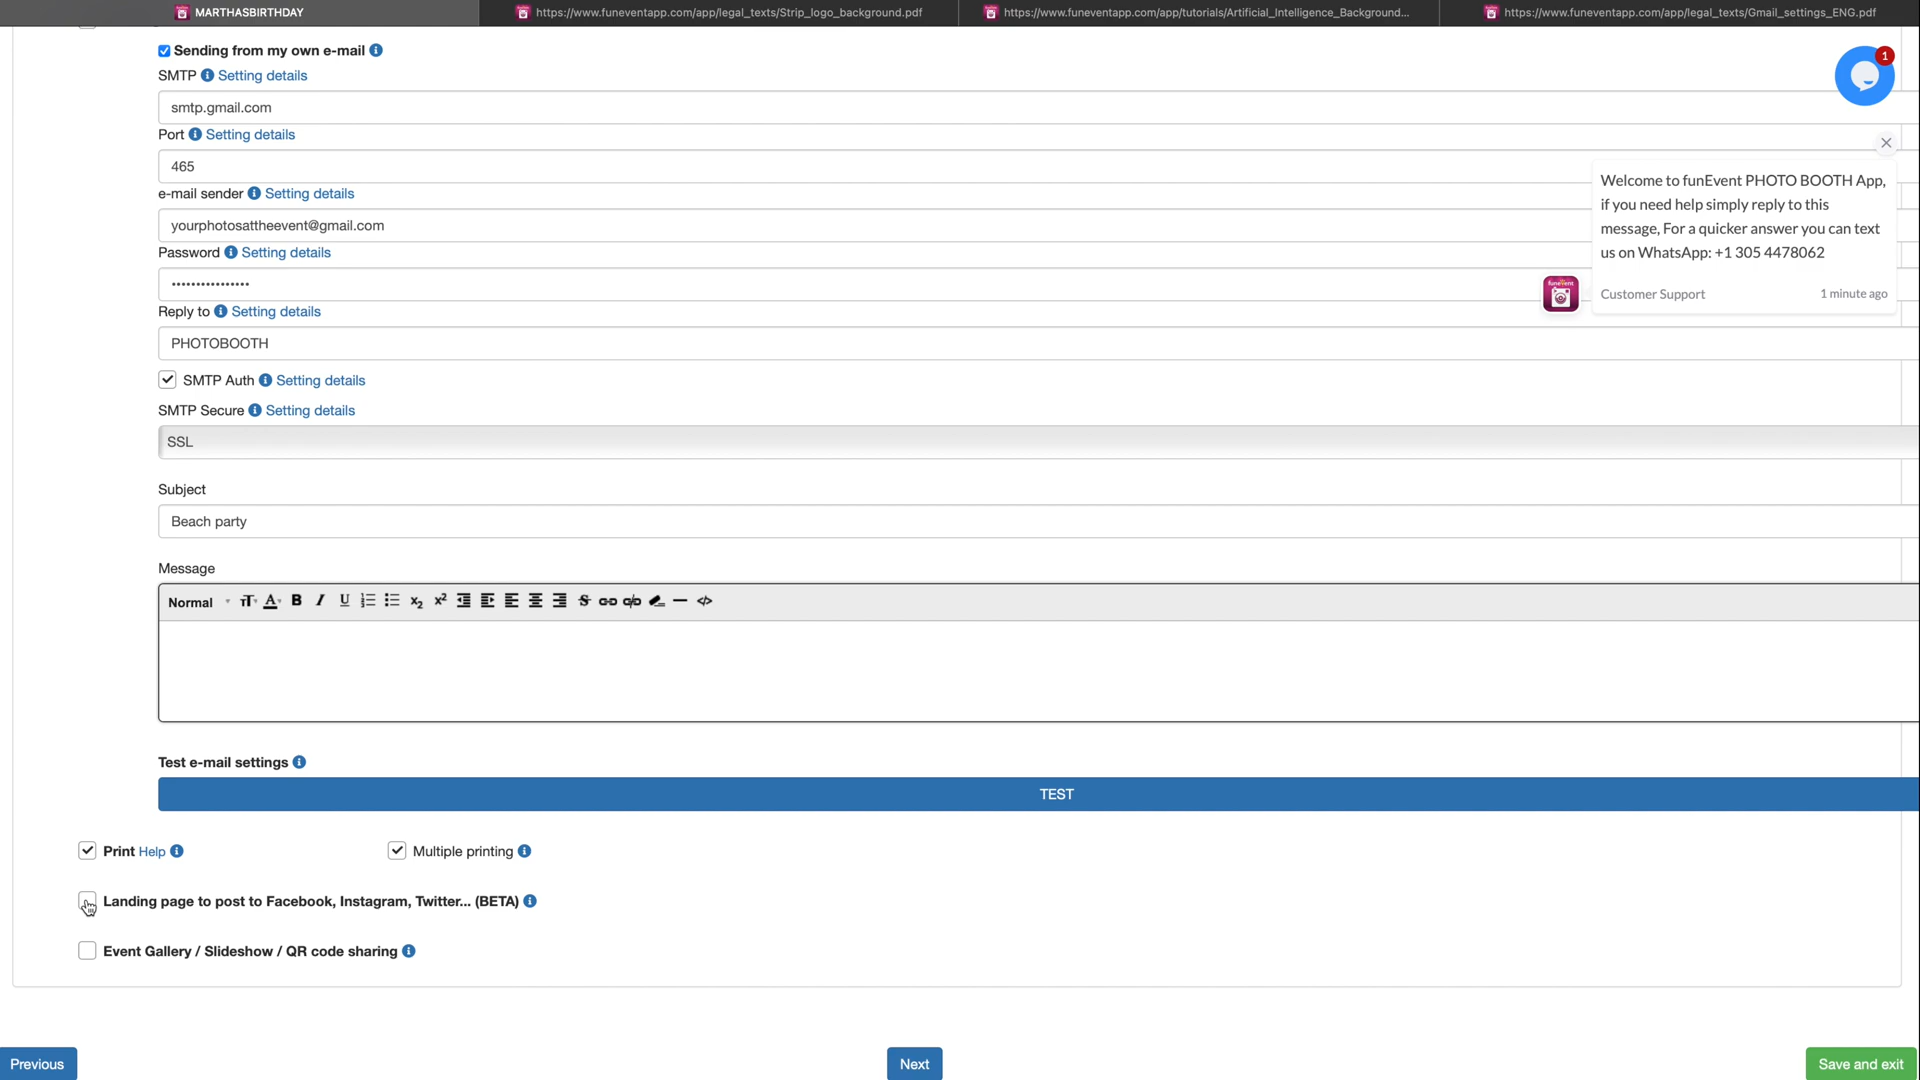 MARTHASBIRTHDAY
https://www.funeventapp.com/app/legal_texts/Strip_logo_background.pdf
https://www.funeventapp.com/app/tutorials/Artificial_Intelligence_Background...
https://www.funeventapp.com/app/legal_texts/Gmail_settings_ENG.pdf
Sending from my own e-mail
SMTP Setting details
smtp.gmail.com
Port Setting details
465
e-mail sender Setting details
yourphotosattheevent@gmail.com
Password Setting details
••••••••••••••••
Reply to Setting details
PHOTOBOOTH
SMTP Auth Setting details
SMTP Secure Setting details
SSL
Subject
Beach party
Message
Normal
Test e-mail settings
TEST
Print Help
Multiple printing
Landing page to post to Facebook, Instagram, Twitter... (BETA)
Event Gallery / Slideshow / QR code sharing
Previous
Next
Save and exit
1
Welcome to funEvent PHOTO BOOTH App,
if you need help simply reply to this
message, For a quicker answer you can text
us on WhatsApp: +1 305 4478062
Customer Support
1 minute ago
funevent